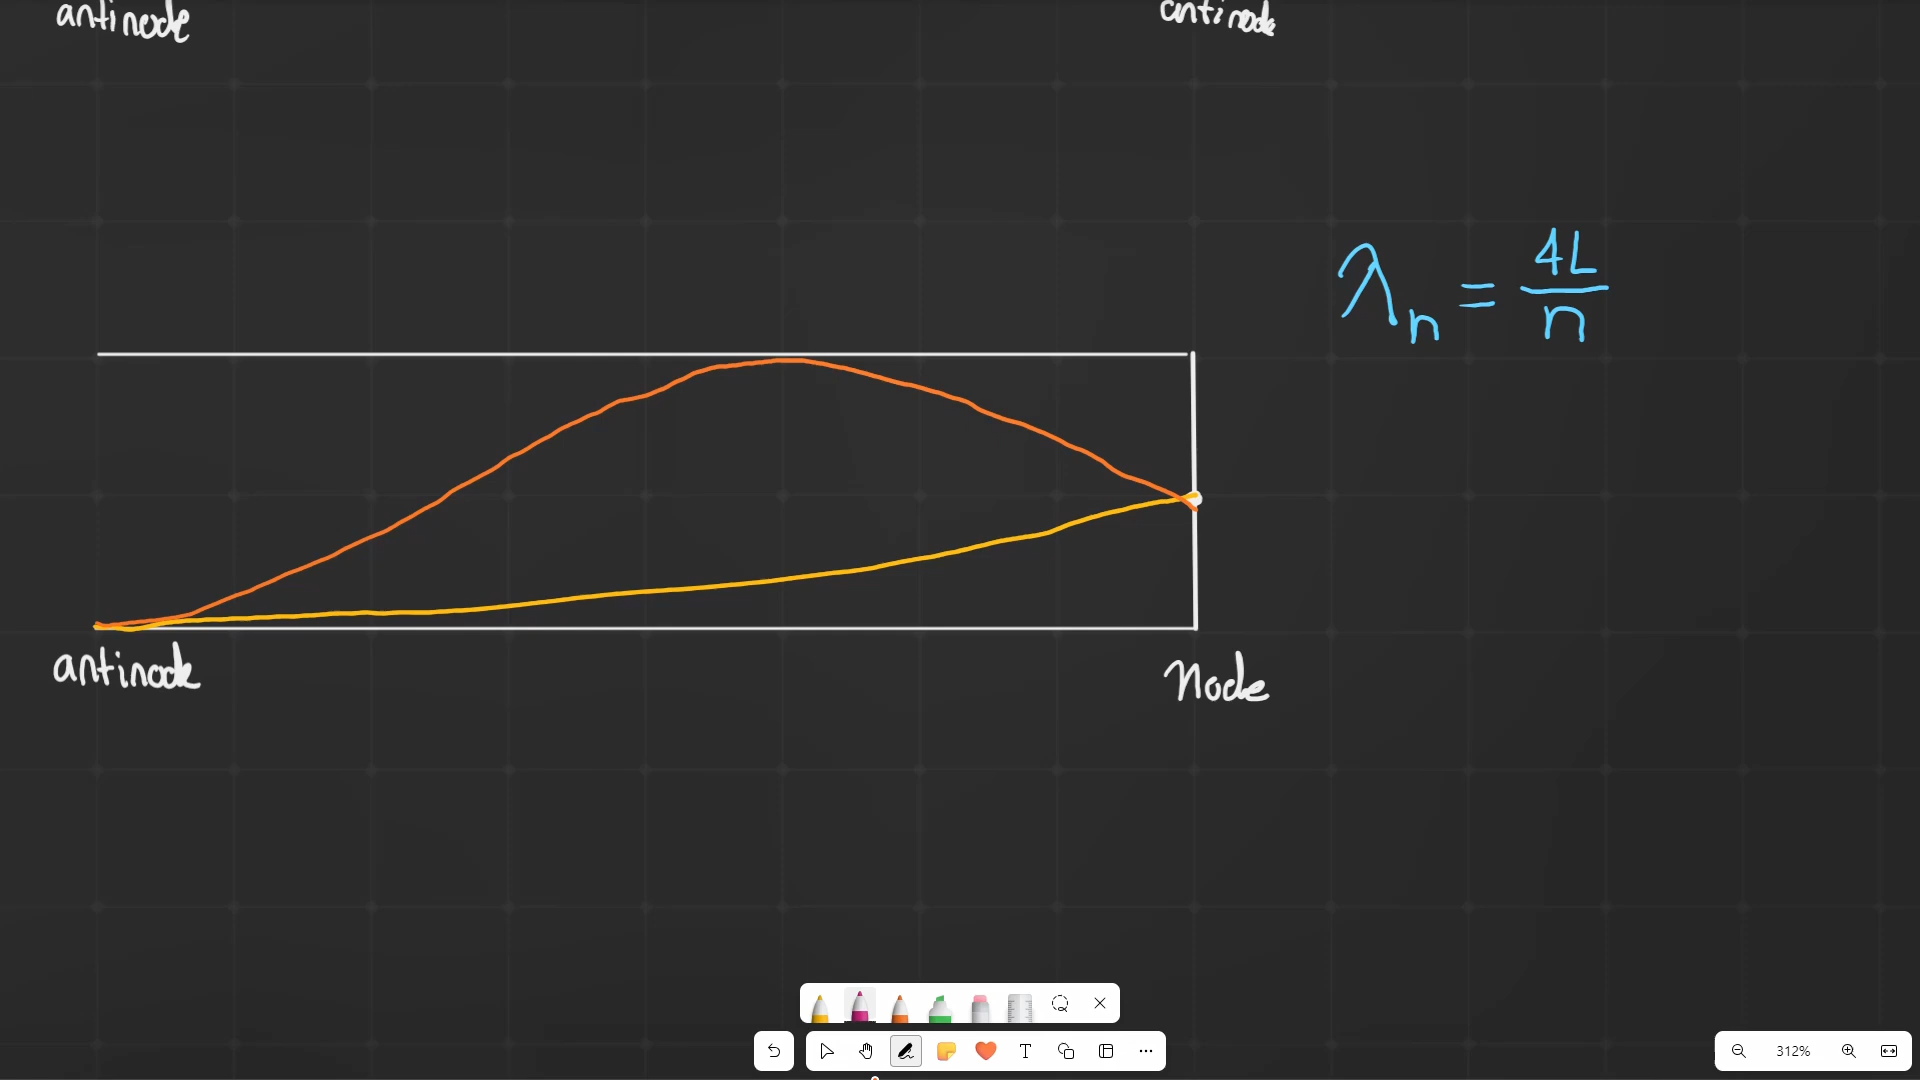 antinode
antinode
λₙ = 4L/n
antinode
Node
T
312%